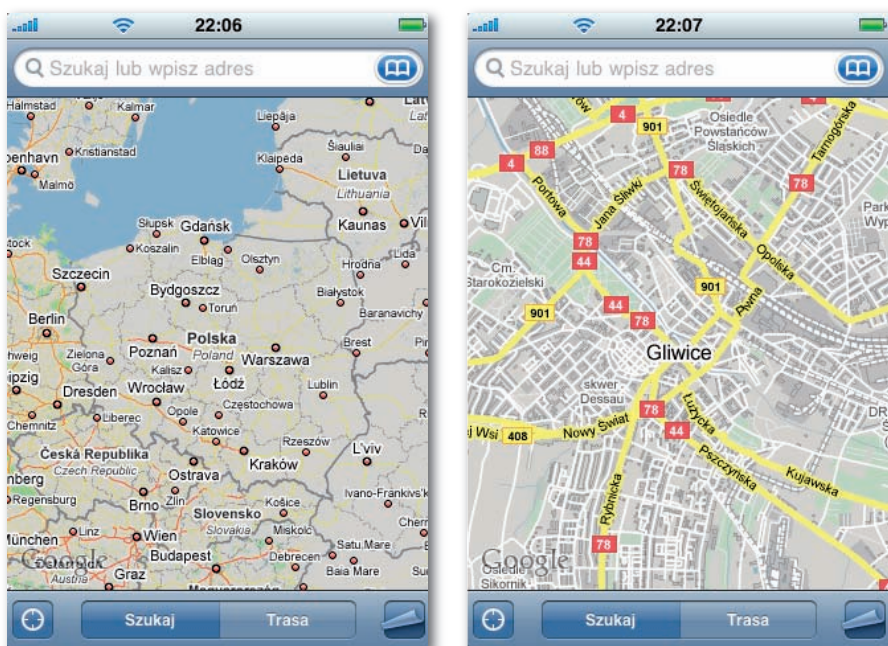 22:06
Szukaj lub wpisz adres
Halmstad
Kalmar
Liepāja
Kristianstad
Šiauliai
Klaipeda
Malmö
Lietuva
Lithuania
Kaunas
Słupsk
Gdańsk
Koszalin
Elbląg
Olsztyn
Hrodna
Lida
Szczecin
Bydgoszcz
Białystok
Toruń
Baranavichy
Berlin
Polska
Poland
Brest
Zielona
Góra
Poznań
Warszawa
Kalisz
Łódź
Dresden
Wrocław
Lublin
Chemnitz
Liberec
Opole
Częstochowa
Katowice
Rzeszów
Česká Republika
Czech Republic
Kraków
L'viv
Ostrava
Regensburg
Brno
Zlín
Košice
Ivano-Frankivs'k
Slovensko
Slovakia
Miskolc
München
Linz
Wien
Satu Mare
Google
Budapest
Debrecen
Austria
Graz
Baia Mare
Szukaj
Trasa
22:07
Szukaj lub wpisz adres
4
901
Osiedle
Powstańców
Śląskich
Tarnogórska
88
4
78
78
Portowa
Jana Śliwki
Świętojańska
Park
78
44
Opolska
Cm.
Starokozielski
901
901
44
78
Piwna
Gliwice
skwer
Dessau
78
Łużycka
408
Nowy Świat
44
Pszczyńska
Kujawska
Rybnicka
78
Google
Osiedle
Sikornik
Szukaj
Trasa